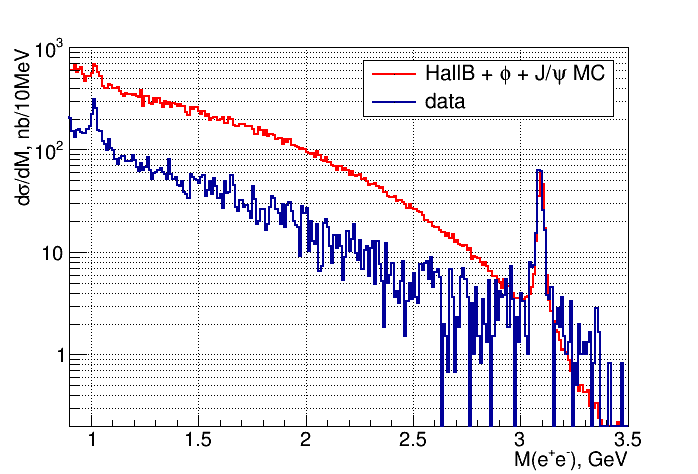 dσ/dM, nb/10MeV
10³
10²
10
1
HallB + ϕ + J/ψ MC
data
1
1.5
2
2.5
3
3.5
M(e⁺e⁻), GeV